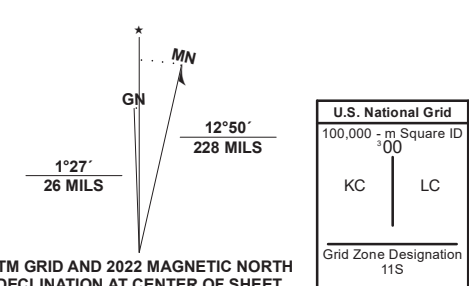 ★
MN
GN
12°50´
228 MILS
1°27´
26 MILS
TM GRID AND 2022 MAGNETIC NORTH
DECLINATION AT CENTER OF SHEET
U.S. National Grid
100,000 - m Square ID
³00
KC LC
Grid Zone Designation
11S